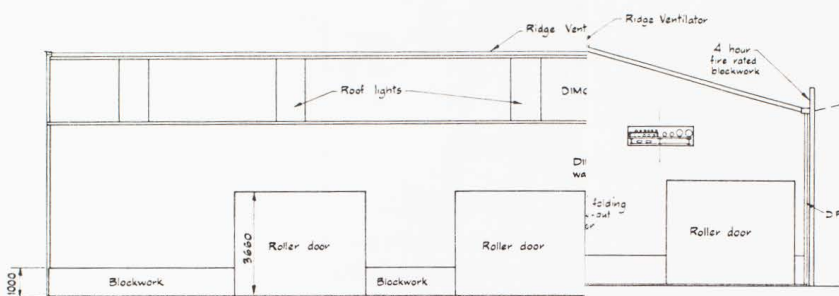 Ridge Vent
Ridge Ventilator
4 hour
fire rated
blockwork
Roof lights
folding
Roller door
Roller door
Roller door
3660
1000
Blockwork
Blockwork